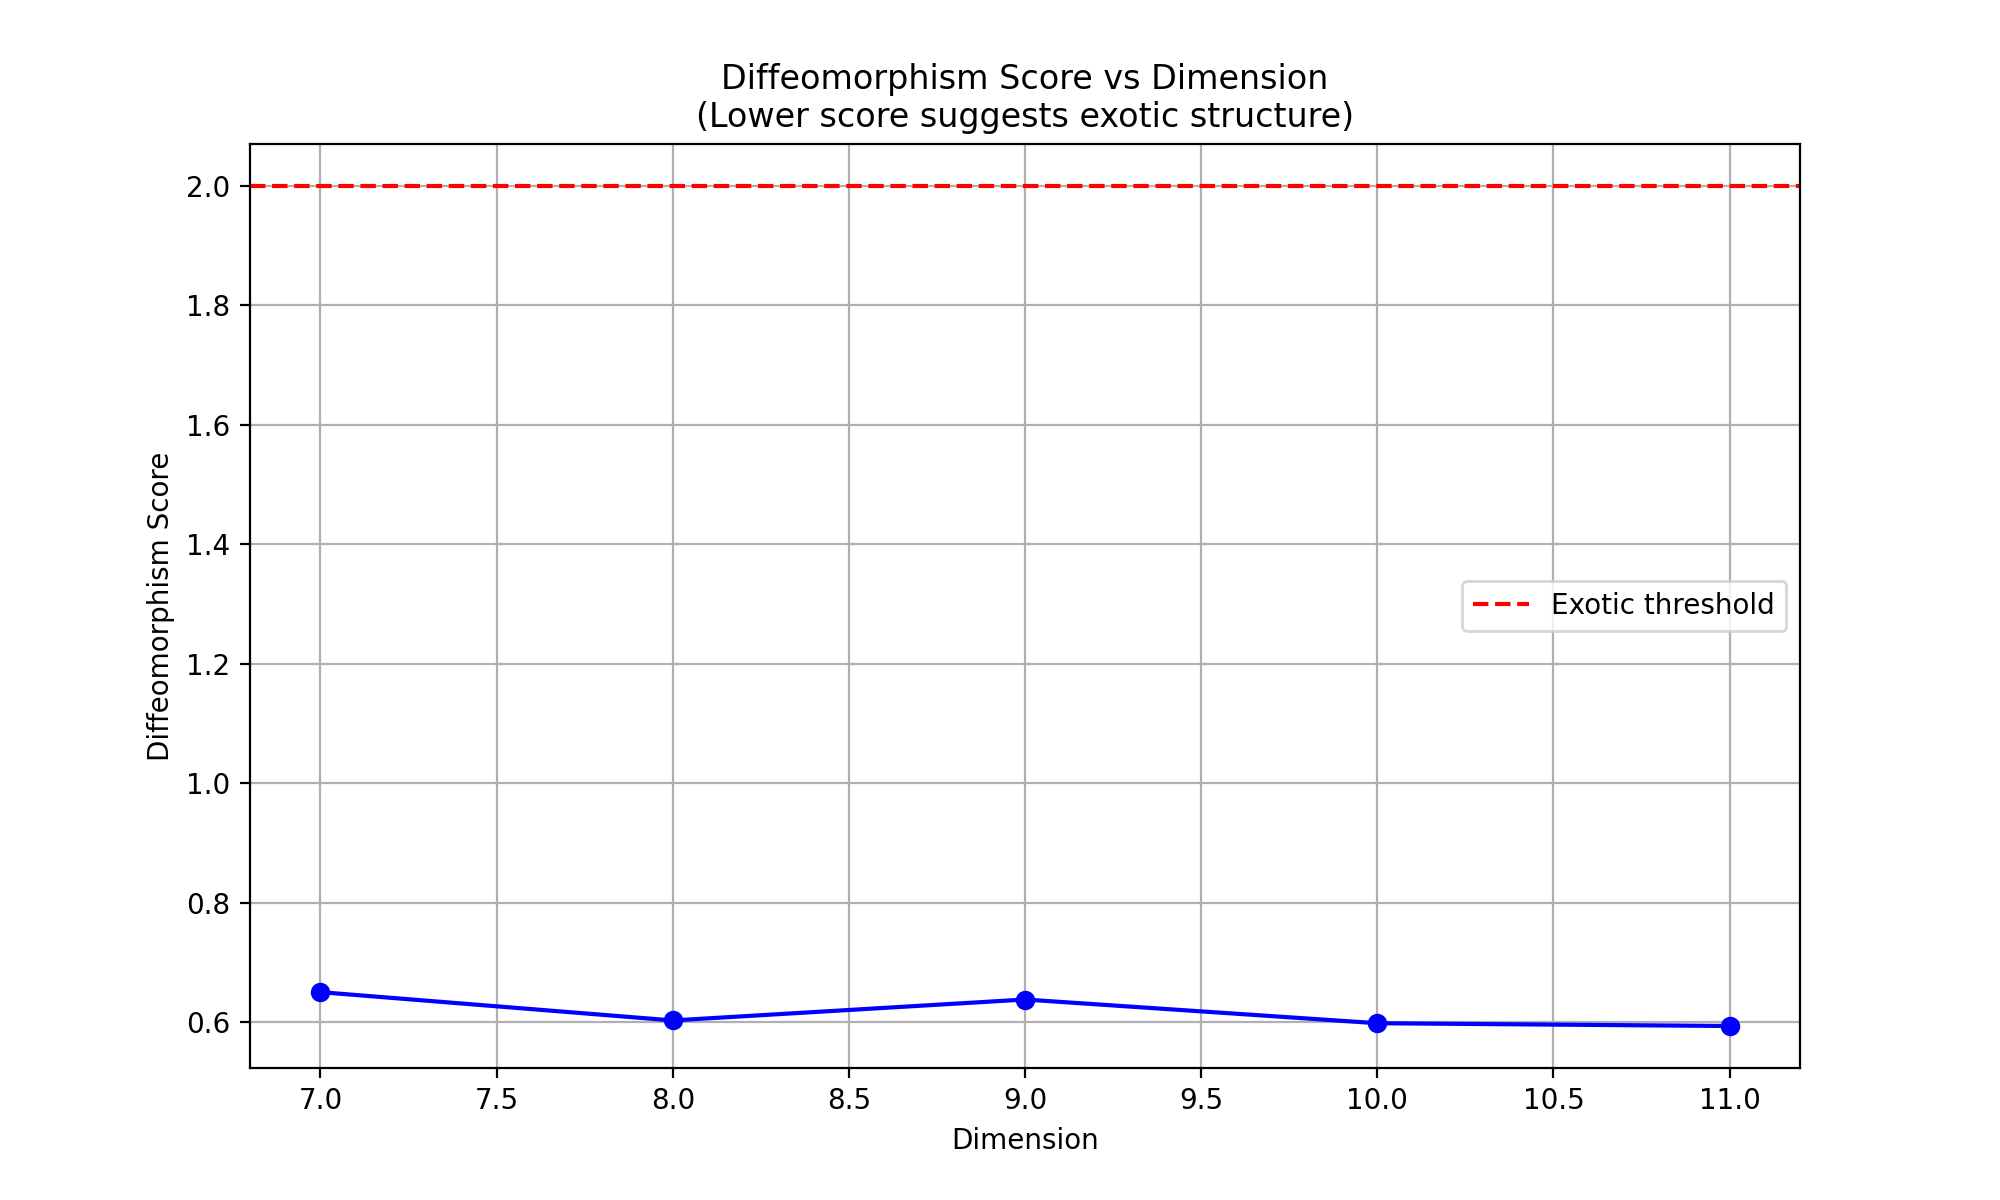 Diffeomorphism Score vs Dimension
(Lower score suggests exotic structure)
Diffeomorphism Score
2.0
1.8
1.6
1.4
1.2
1.0
0.8
0.6
Exotic threshold
7.0 7.5 8.0 8.5 9.0 9.5 10.0 10.5 11.0
Dimension